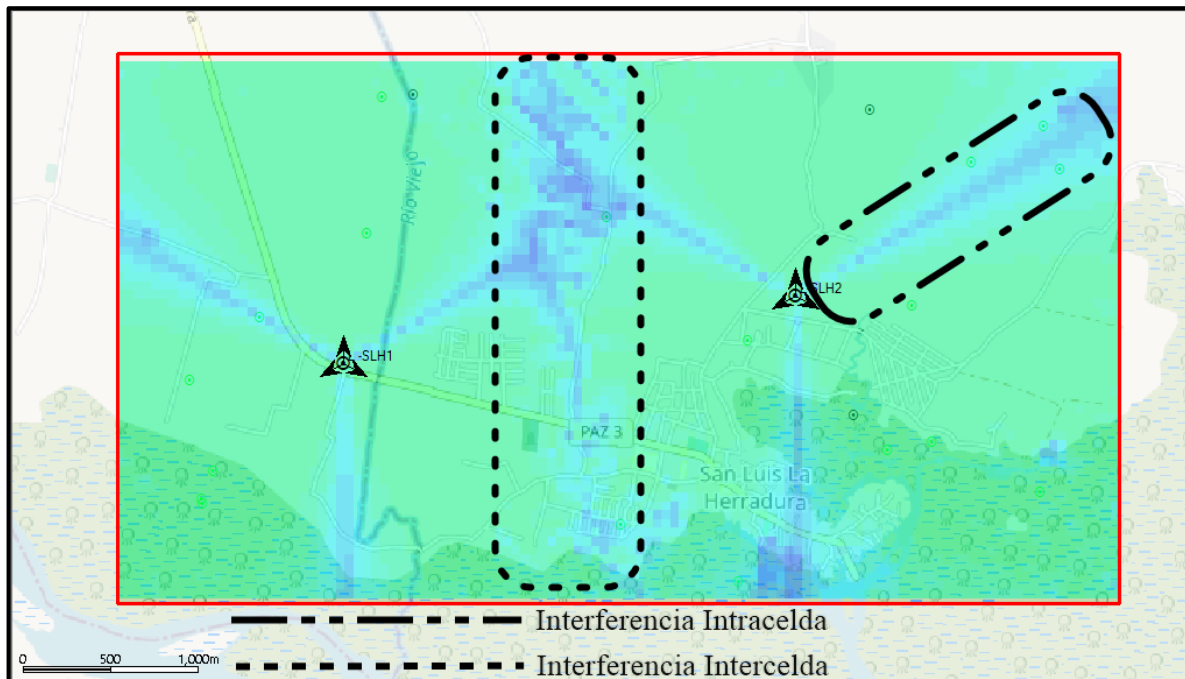 Río Viejo
SLH2
-SLH1
PAZ 3
San Luis La
Herradura
Interferencia Intracelda
Interferencia Intercelda
0 500 1,000m